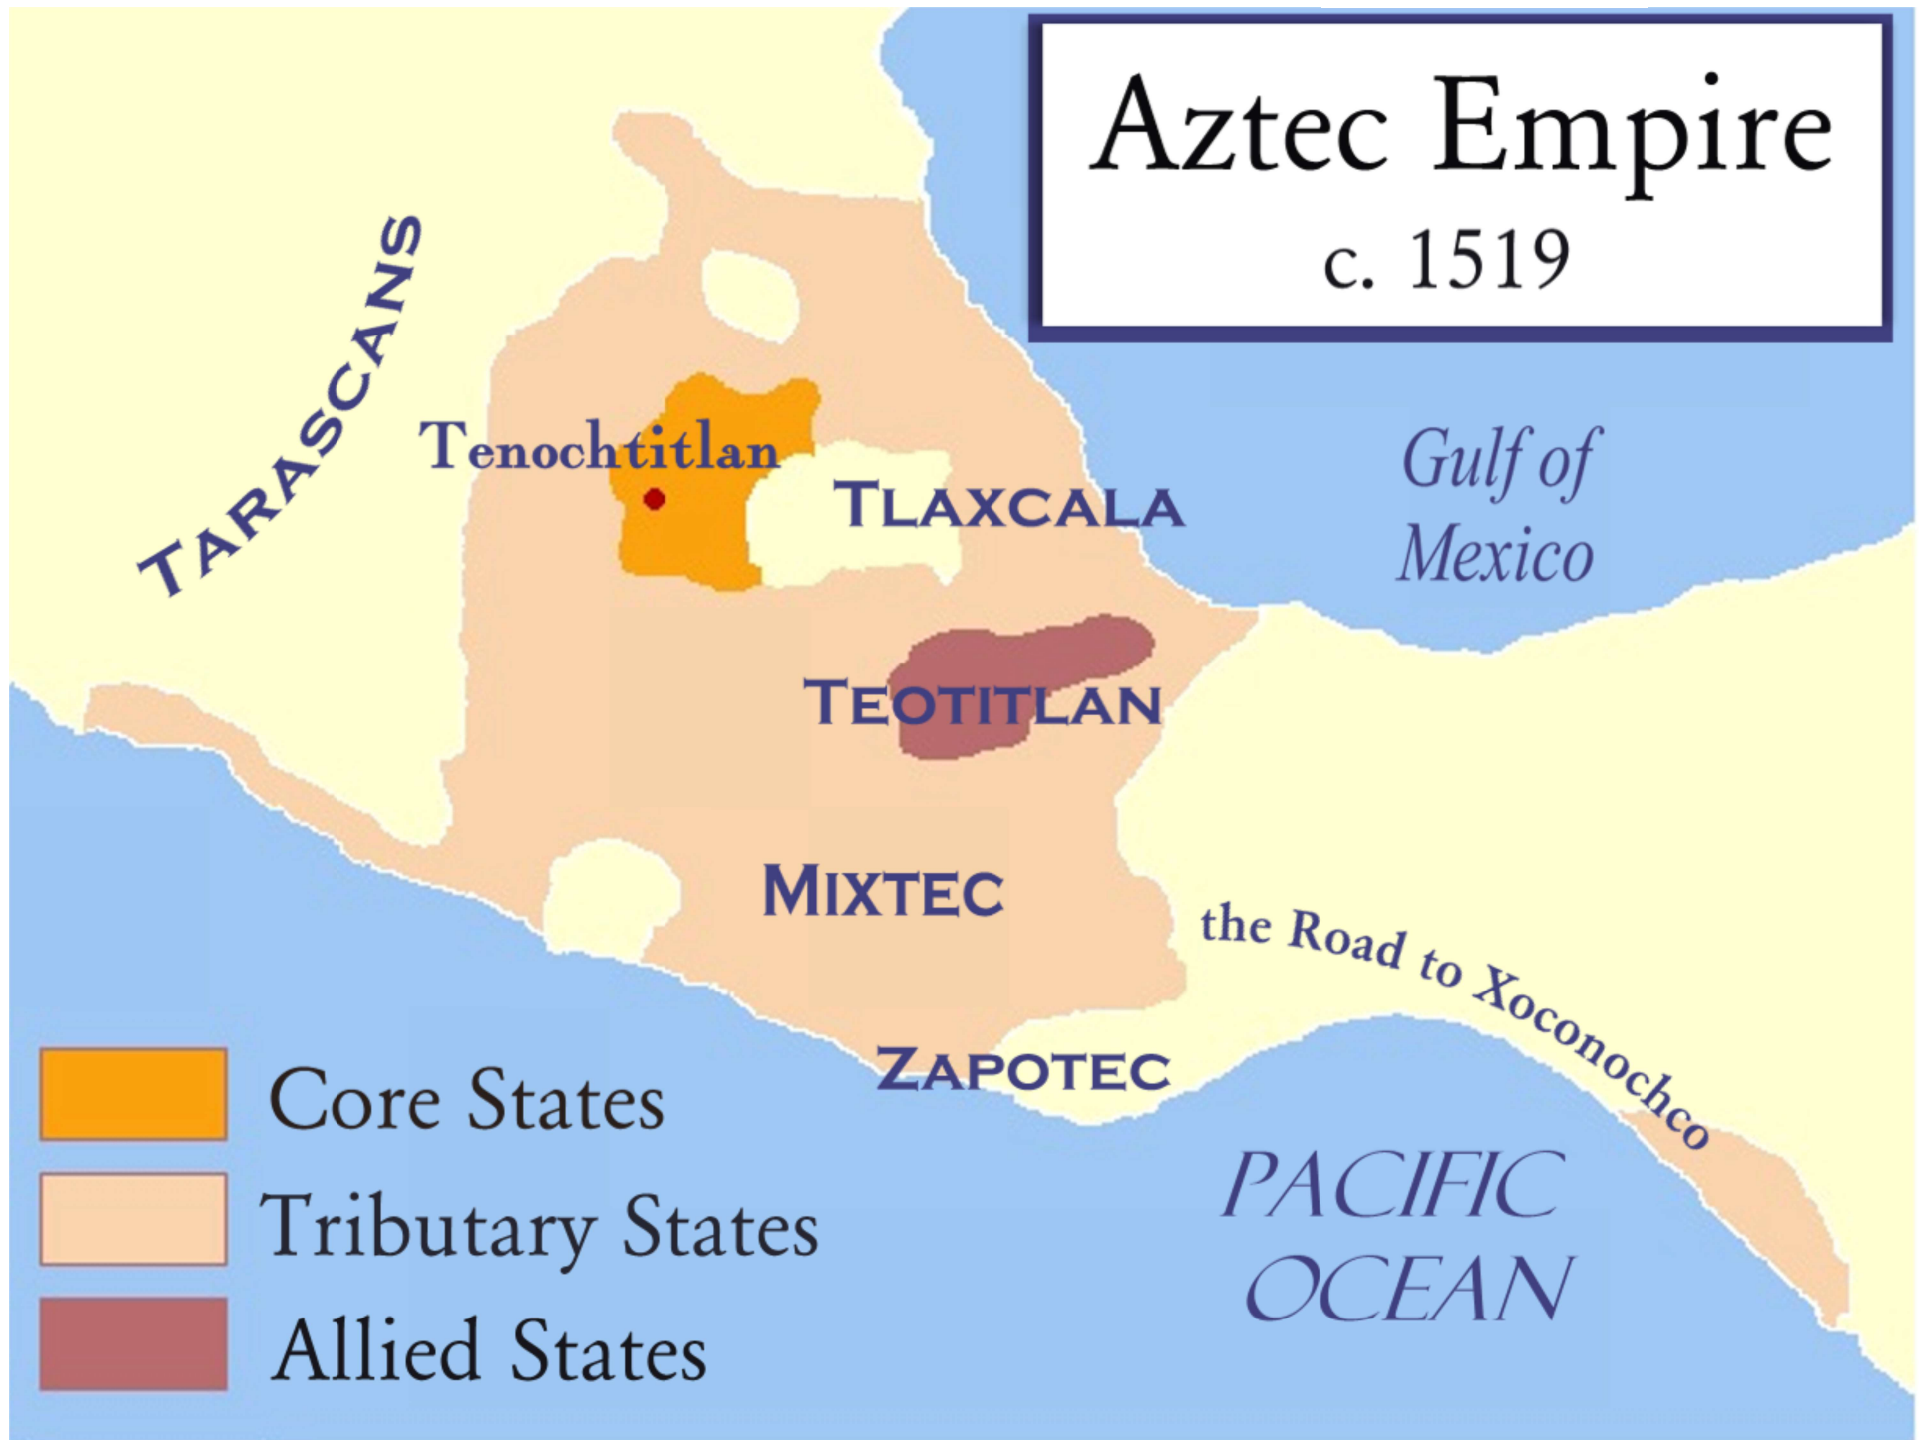 Aztec Empire
c. 1519
TARASCANS
Tenochtitlan
TLAXCALA
Gulf of
Mexico
TEOTITLAN
MIXTEC
the Road to Xoconochco
ZAPOTEC
PACIFIC
OCEAN
Core States
Tributary States
Allied States